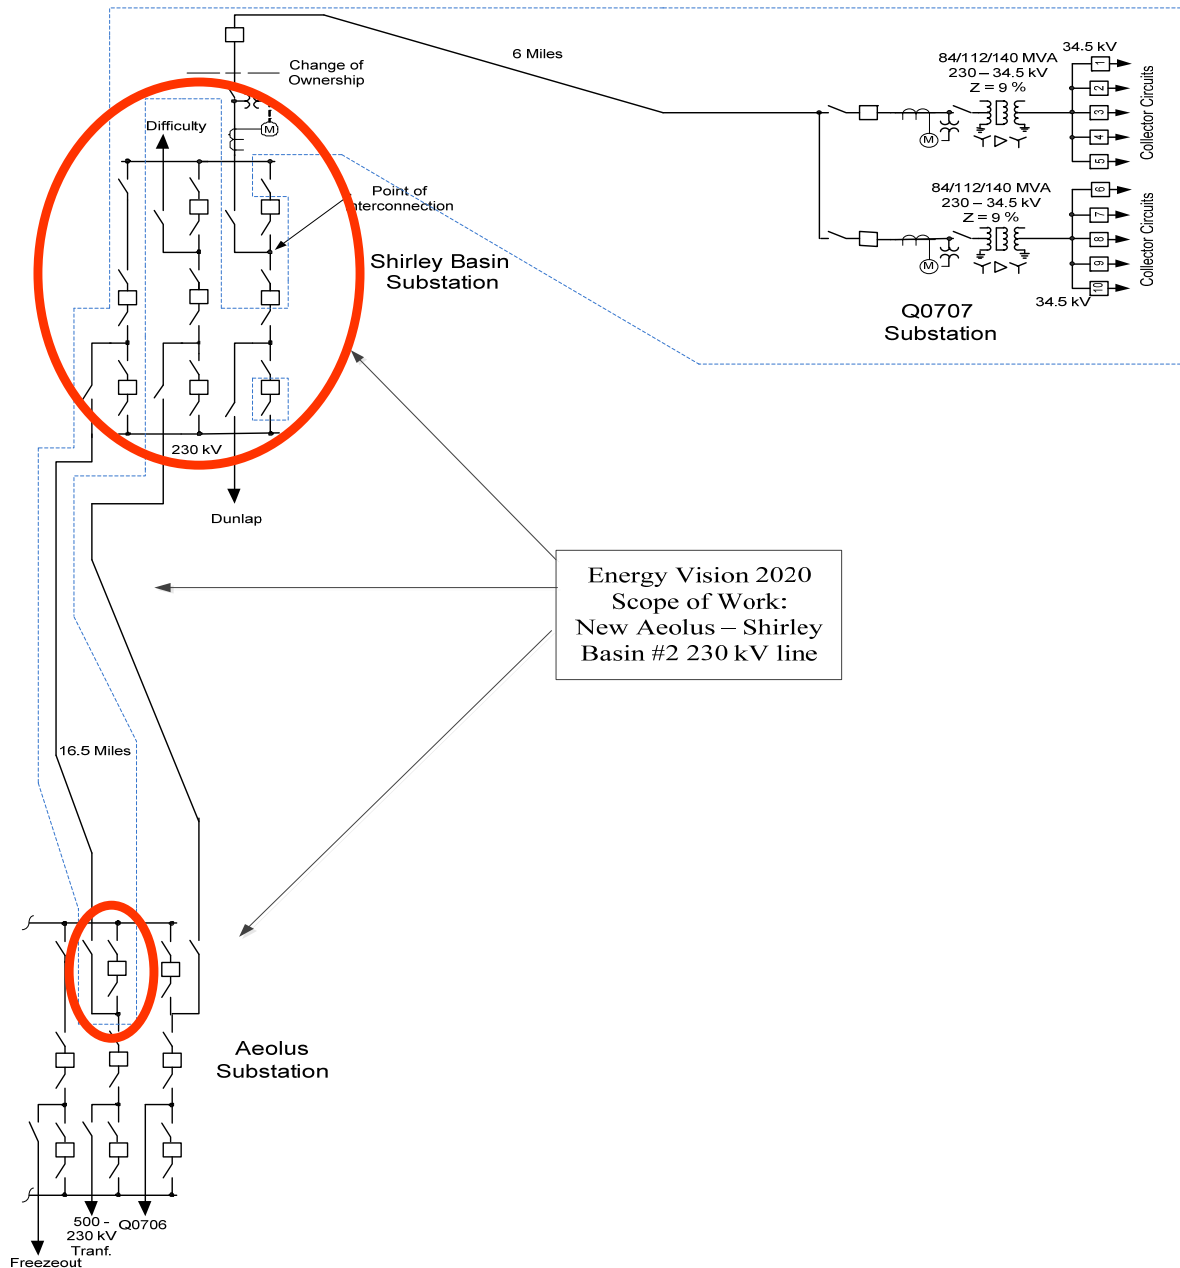 6 Miles
Change of
Ownership
84/112/140 MVA
230 – 34.5 kV
Z = 9 %
34.5 kV
1
2
3
4
5
Collector Circuits
M
M
Difficulty
Point of
Interconnection
Shirley Basin
Substation
84/112/140 MVA
230 – 34.5 kV
Z = 9 %
6
7
8
9
10
Collector Circuits
M
34.5 kV
Q0707
Substation
230 kV
Dunlap
Energy Vision 2020
Scope of Work:
New Aeolus – Shirley
Basin #2 230 kV line
16.5 Miles
Aeolus
Substation
500 -
230 kV
Tranf.
Q0706
Freezeout